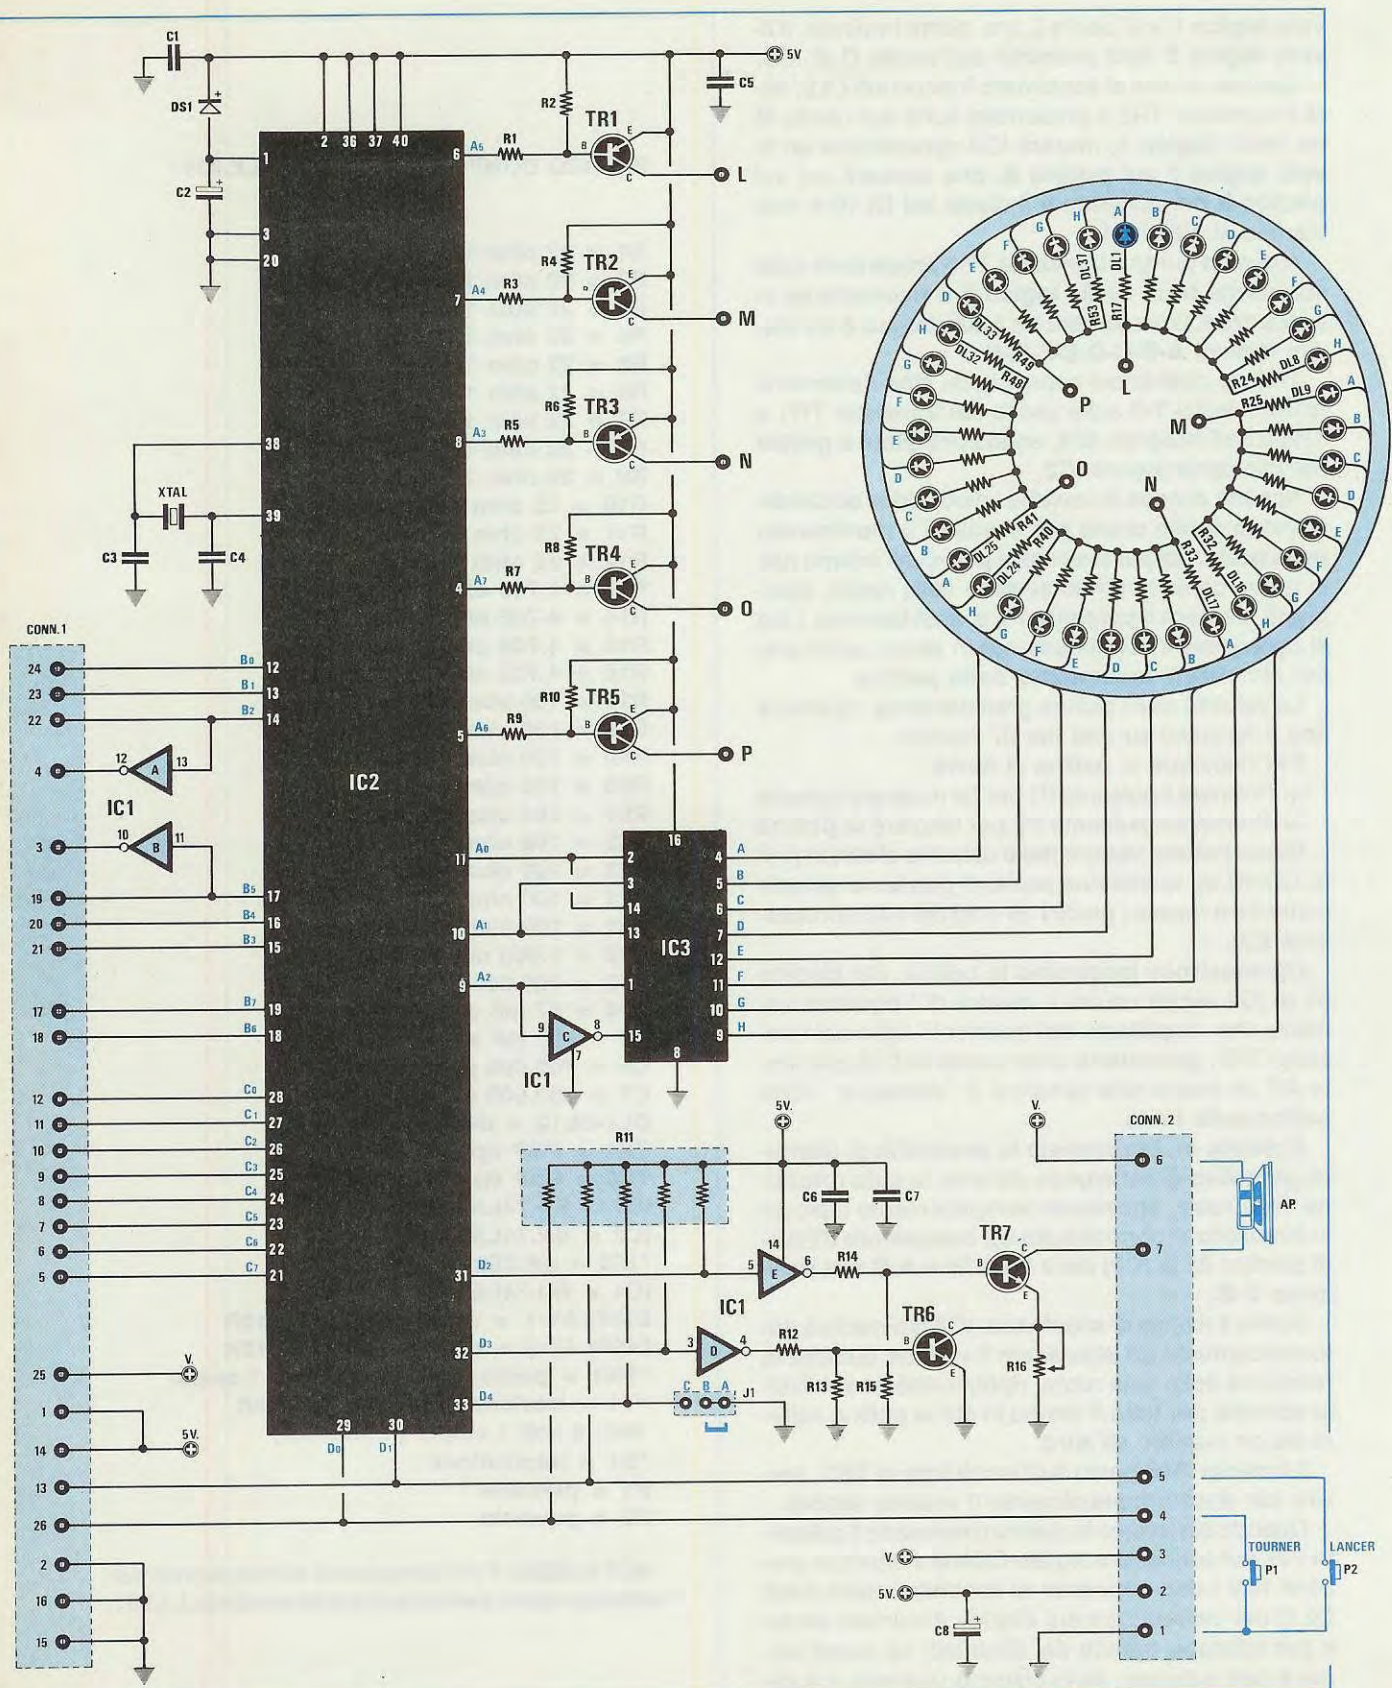 C1
5V
DS1
C5
R2
TR1
E
B
C
2 36 37 40
1
6 A5 R1
L
C2
3
20
R4
TR2
E
B
C
7 A4 R3
M
38
R6
TR3
E
B
C
8 A3 R5
N
XTAL
39
C3
C4
R8
TR4
E
B
C
4 A7 R7
O
CONN.1
R10
TR5
E
B
C
5 A6 R9
P
24 B0 12
23 B1 13
22 B2 14
4 12 A 13
IC1
3 10 B 11
19 B5 17
20 B4 16
21 B3 15
17 B7 19
18 B6 18
12 C0 28
11 C1 27
10 C2 26
9 C3 25
8 C4 24
7 C5 23
6 C6 22
5 C7 21
IC2
25 V.
1
14 5V.
13
26
2
16
15
29 30
D0 D1
11 A0
10 A1
9 A2
16
2 4 A
3 5 B
14 6 C
13 7 D
IC3
12 E
1 11 F
10 G
15 9 H
8
9 C 8
7
IC1
R11
5V.
C6 C7
31 D2
5 E 6
14
R14
TR7
C
B
E
IC1
32 D3
3 D 4
R12
TR6
C
B
E
R13 R15
R16
33 D4
C B A
J1
V.
CONN. 2
6
7
AP.
5
4
3 V.
2 5V.
1
C8
TOURNER
P1
LANCER
P2
A B C D E F G H
A B C D E F G H
A B C D E F G H
A B C D E F G H
D E F G H
DL1
R17
DL8
R24
DL9
R25
DL16
R32
DL17
R33
DL24
R40
DL25
R41
DL32
R48
DL33
R49
DL37
R53
L
M
N
O
P